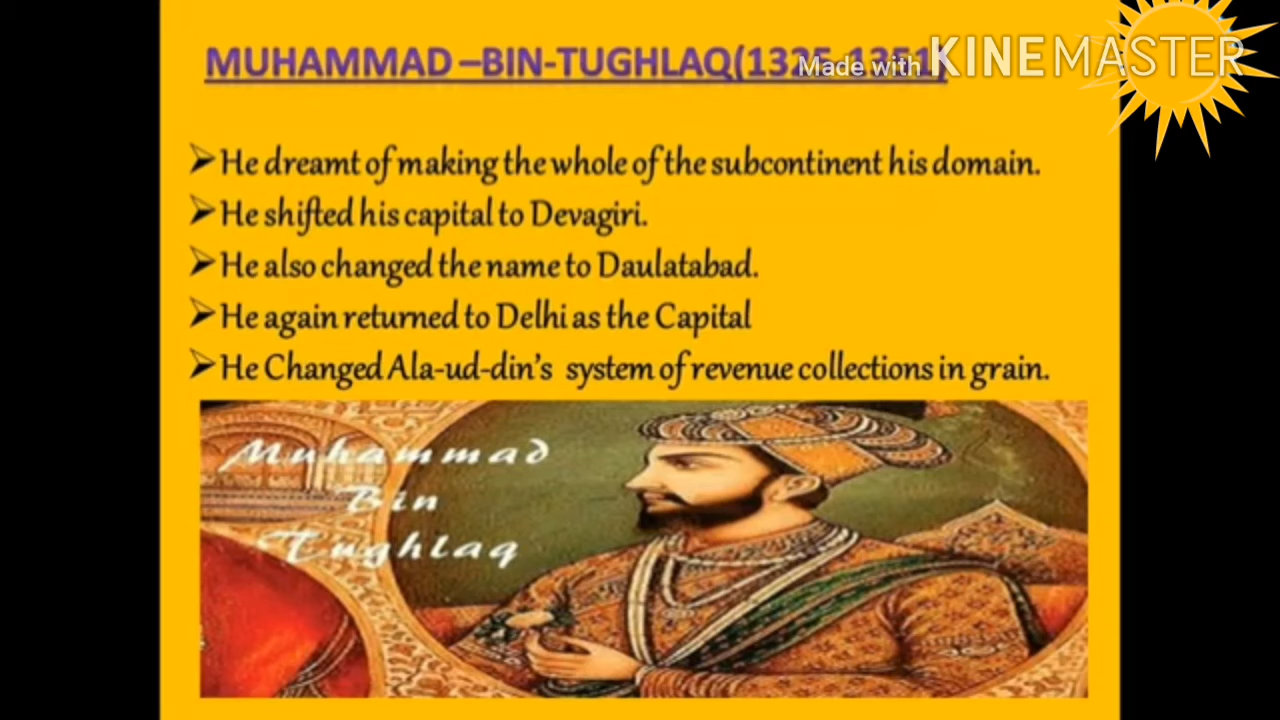 MUHAMMAD –BIN-TUGHLAQ(1325-1351)
Made with KINEMASTER
➢He dreamt of making the whole of the subcontinent his domain.
➢He shifted his capital to Devagiri.
➢He also changed the name to Daulatabad.
➢He again returned to Delhi as the Capital
➢He Changed Ala-ud-din’s system of revenue collections in grain.
Muhammad
Bin
Tughlaq